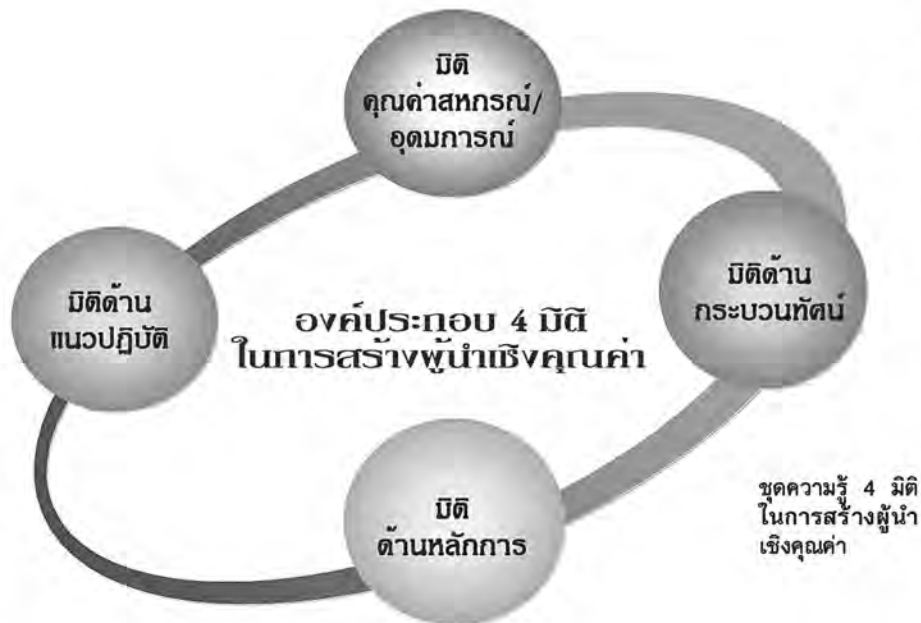 มิติ
คุณค่าสหกรณ์/
อุดมการณ์
มิติด้าน
กระบวนทัศน์
มิติด้าน
แนวปฏิบัติ
องค์ประกอบ 4 มิติ
ในการสร้างผู้นำเชิงคุณค่า
มิติ
ด้านหลักการ
ชุดความรู้ 4 มิติ
ในการสร้างผู้นำ
เชิงคุณค่า